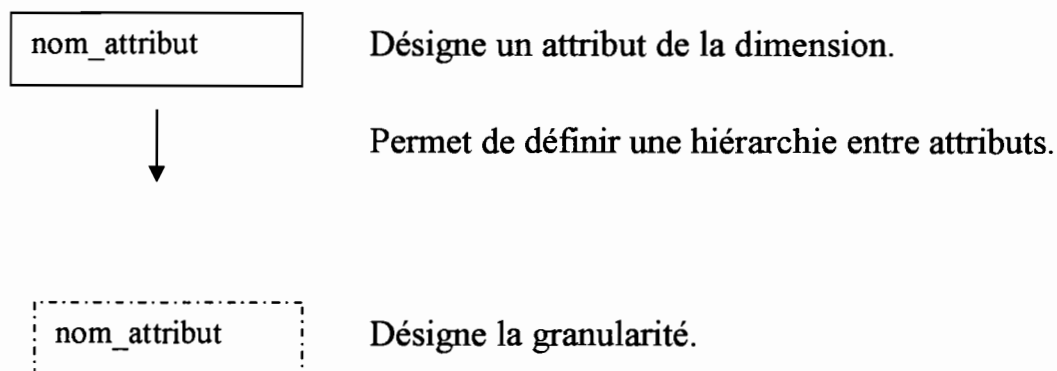 nom_attribut Désigne un attribut de la dimension.
Permet de définir une hiérarchie entre attributs.
nom_attribut Désigne la granularité.